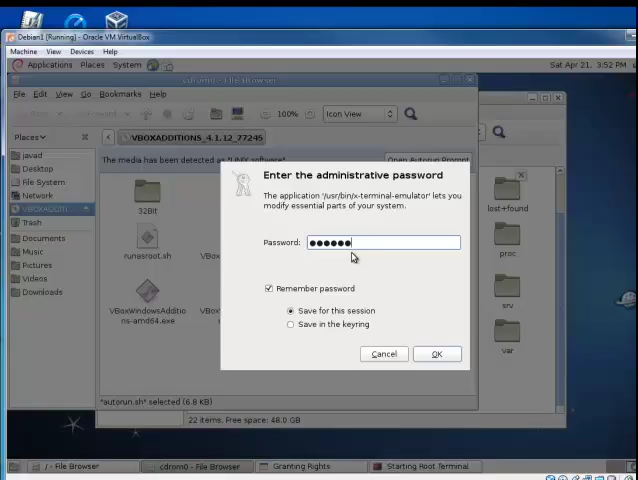 Debian1 [Running] - Oracle VM VirtualBox
Machine View Devices Help
Applications Places System
Sat Apr 21, 3:52 PM
cdrom0 - File Browser
File Edit View Go Bookmarks Help
100% Icon View
Places
VBOXADDITIONS_4.1.12_77245
The media has been detected as "UNIX software".
Open Autorun Prompt
javad
Desktop
File System
Network
VBOXADDITI...
Trash
Documents
Music
Pictures
Videos
Downloads
32Bit
runasroot.sh
VBoxWindowsAdditio
ns-amd64.exe
Enter the administrative password
The application '/usr/bin/x-terminal-emulator' lets you
modify essential parts of your system.
Password: ●●●●●●
Remember password
Save for this session
Save in the keyring
Cancel OK
lost+found
proc
srv
var
"autorun.sh" selected (6.8 KB)
22 items, Free space: 48.0 GB
/ - File Browser
cdrom0 - File Browser
Granting Rights
Starting Root Terminal